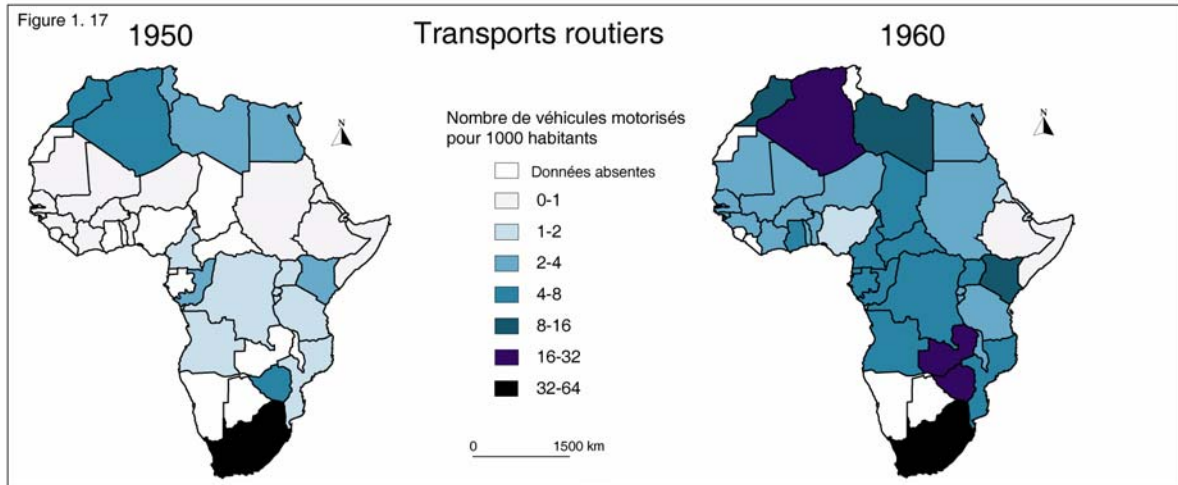 Figure 1. 17
1950
Transports routiers
1960
Nombre de véhicules motorisés
pour 1000 habitants
Données absentes
0-1
1-2
2-4
4-8
8-16
16-32
32-64
0 1500 km
N
N